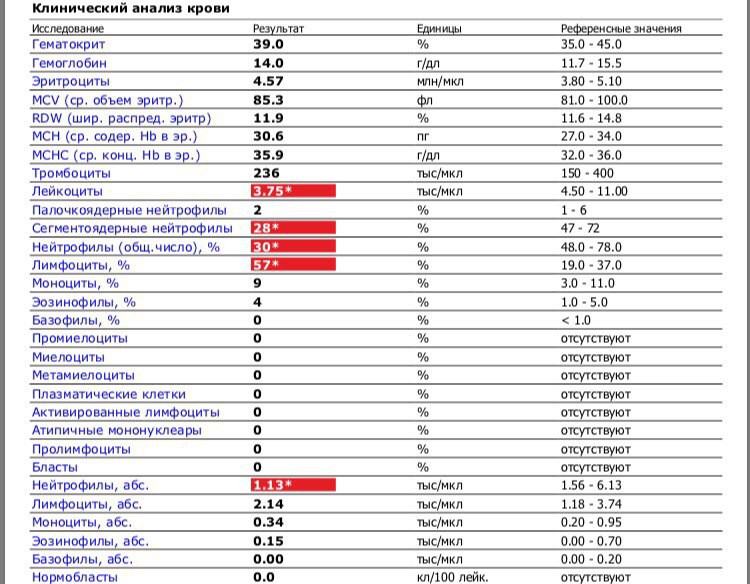 Клинический анализ крови
Исследование Результат Единицы Референсные значения
Гематокрит 39.0 % 35.0 - 45.0
Гемоглобин 14.0 г/дл 11.7 - 15.5
Эритроциты 4.57 млн/мкл 3.80 - 5.10
MCV (ср. объем эритр.) 85.3 фл 81.0 - 100.0
RDW (шир. распред. эритр) 11.9 % 11.6 - 14.8
MCH (ср. содер. Hb в эр.) 30.6 пг 27.0 - 34.0
МСНС (ср. конц. Hb в эр.) 35.9 г/дл 32.0 - 36.0
Тромбоциты 236 тыс/мкл 150 - 400
Лейкоциты 3.75* тыс/мкл 4.50 - 11.00
Палочкоядерные нейтрофилы 2 % 1 - 6
Сегментоядерные нейтрофилы 28* % 47 - 72
Нейтрофилы (общ.число), % 30* % 48.0 - 78.0
Лимфоциты, % 57* % 19.0 - 37.0
Моноциты, % 9 % 3.0 - 11.0
Эозинофилы, % 4 % 1.0 - 5.0
Базофилы, % 0 % < 1.0
Промиелоциты 0 % отсутствуют
Миелоциты 0 % отсутствуют
Метамиелоциты 0 % отсутствуют
Плазматические клетки 0 % отсутствуют
Активированные лимфоциты 0 % отсутствуют
Атипичные мононуклеары 0 % отсутствуют
Пролимфоциты 0 % отсутствуют
Бласты 0 % отсутствуют
Нейтрофилы, абс. 1.13* тыс/мкл 1.56 - 6.13
Лимфоциты, абс. 2.14 тыс/мкл 1.18 - 3.74
Моноциты, абс. 0.34 тыс/мкл 0.20 - 0.95
Эозинофилы, абс. 0.15 тыс/мкл 0.00 - 0.70
Базофилы, абс. 0.00 тыс/мкл 0.00 - 0.20
Нормобласты 0.0 кл/100 лейк. отсутствуют